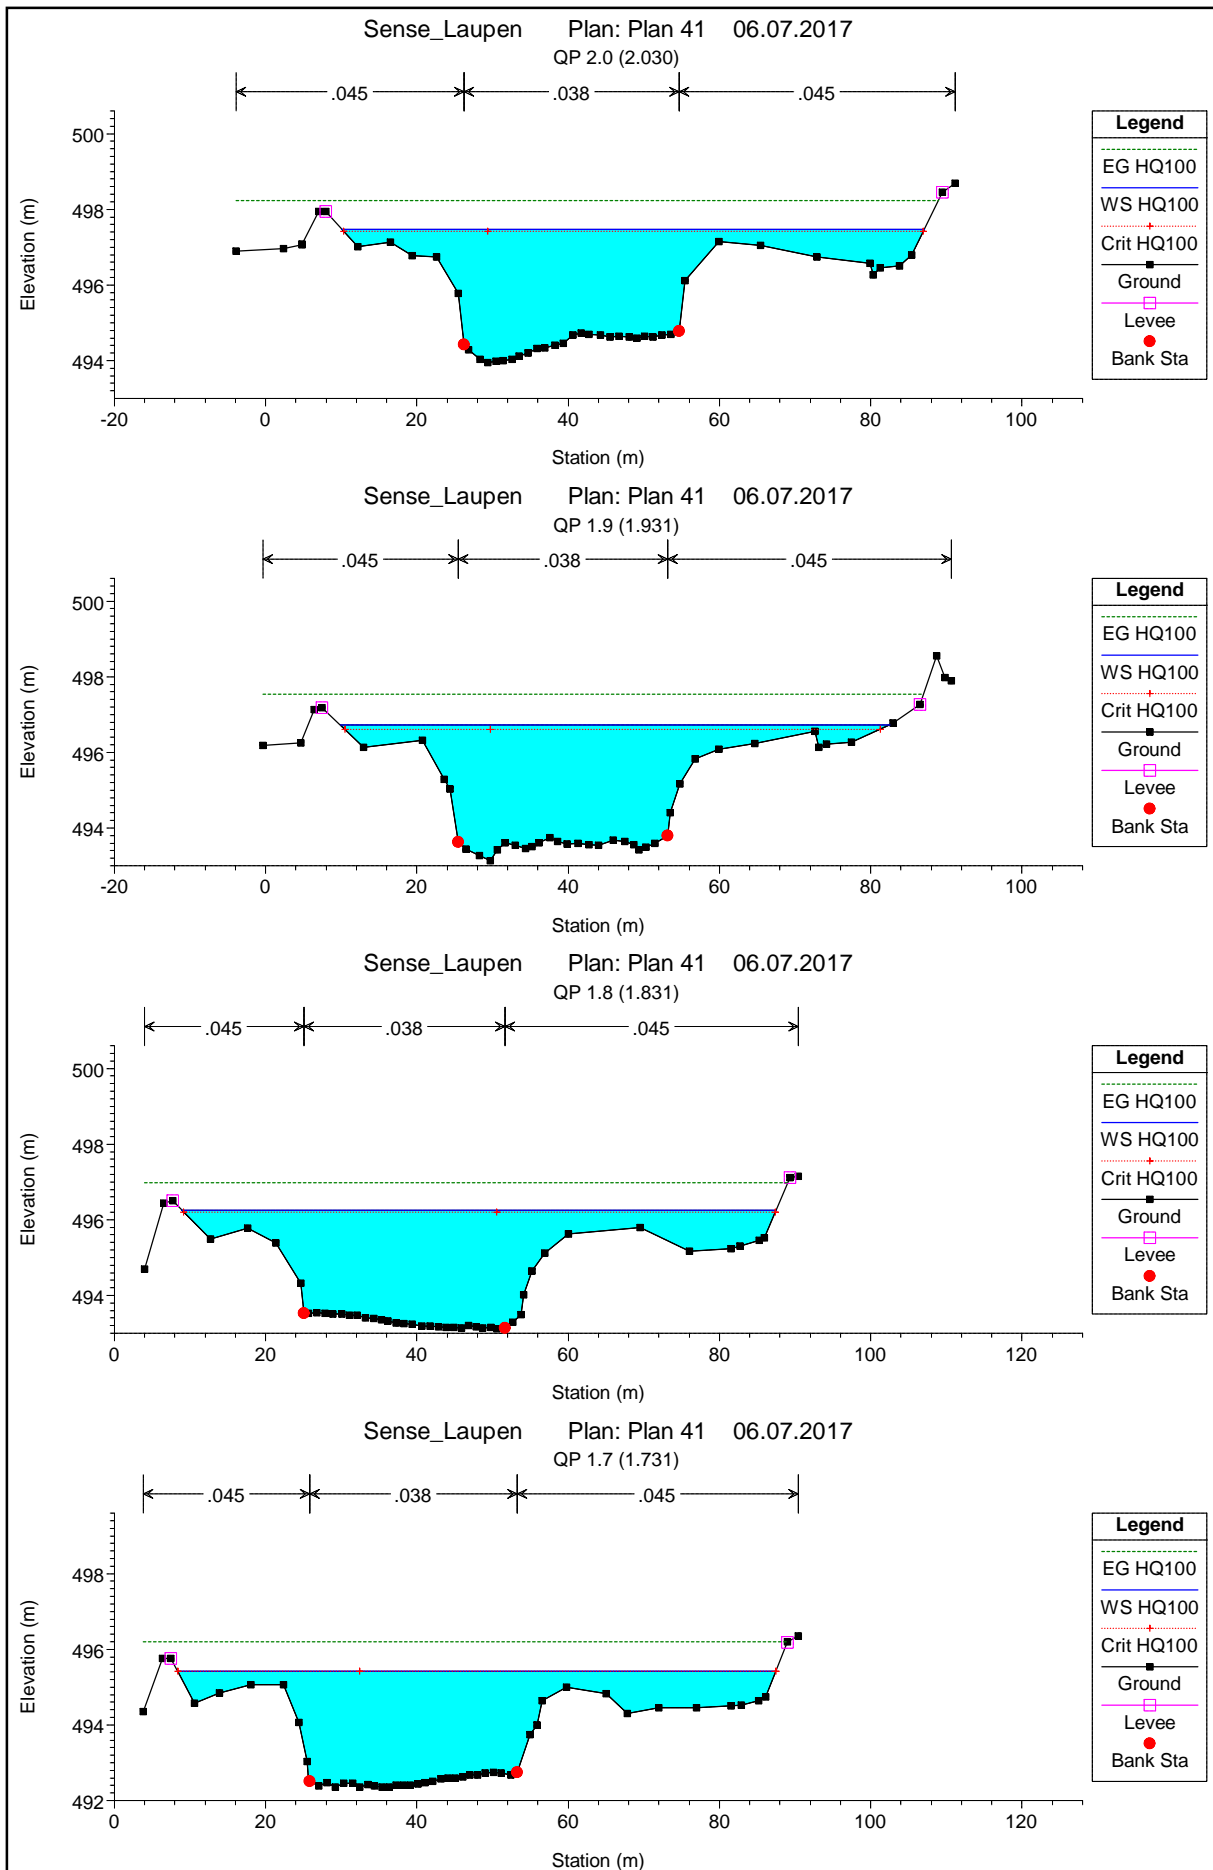 Sense_Laupen Plan: Plan 41 06.07.2017
QP 2.0 (2.030)
.045 .038 .045
500
498
496
494
Elevation (m)
-20 0 20 40 60 80 100
Station (m)
Legend
EG HQ100
WS HQ100
Crit HQ100
Ground
Levee
Bank Sta
Sense_Laupen Plan: Plan 41 06.07.2017
QP 1.9 (1.931)
.045 .038 .045
500
498
496
494
Elevation (m)
-20 0 20 40 60 80 100
Station (m)
Legend
EG HQ100
WS HQ100
Crit HQ100
Ground
Levee
Bank Sta
Sense_Laupen Plan: Plan 41 06.07.2017
QP 1.8 (1.831)
.045 .038 .045
500
498
496
494
Elevation (m)
0 20 40 60 80 100 120
Station (m)
Legend
EG HQ100
WS HQ100
Crit HQ100
Ground
Levee
Bank Sta
Sense_Laupen Plan: Plan 41 06.07.2017
QP 1.7 (1.731)
.045 .038 .045
498
496
494
492
Elevation (m)
0 20 40 60 80 100 120
Station (m)
Legend
EG HQ100
WS HQ100
Crit HQ100
Ground
Levee
Bank Sta